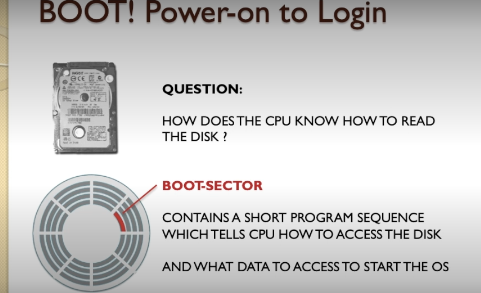 BOOT! Power-on to Login
QUESTION:
HOW DOES THE CPU KNOW HOW TO READ
THE DISK ?
BOOT-SECTOR
CONTAINS A SHORT PROGRAM SEQUENCE
WHICH TELLS CPU HOW TO ACCESS THE DISK
AND WHAT DATA TO ACCESS TO START THE OS